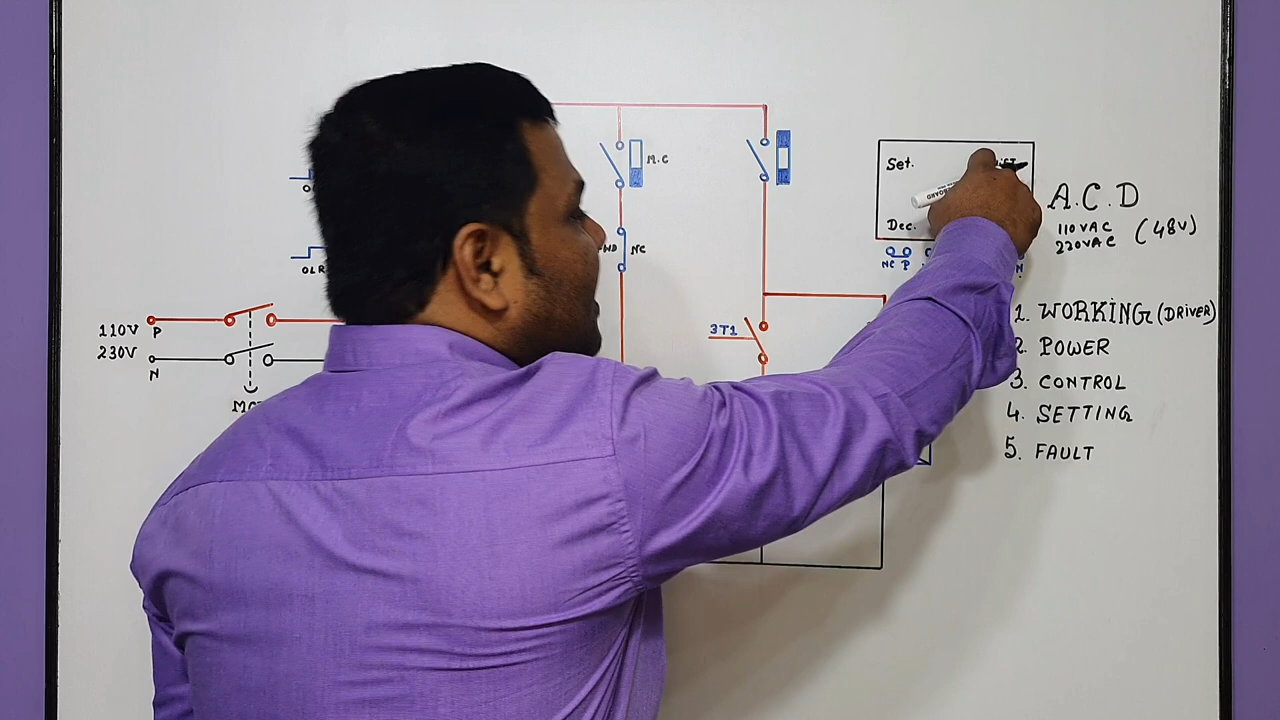 M.C
Set.
Dec.
A.C.D
110VAC
220VAC
(48V)
NC
NC P
N
OLR
110V P
230V
N
3T1
1. WORKING (DRIVER)
2. POWER
3. CONTROL
4. SETTING
5. FAULT